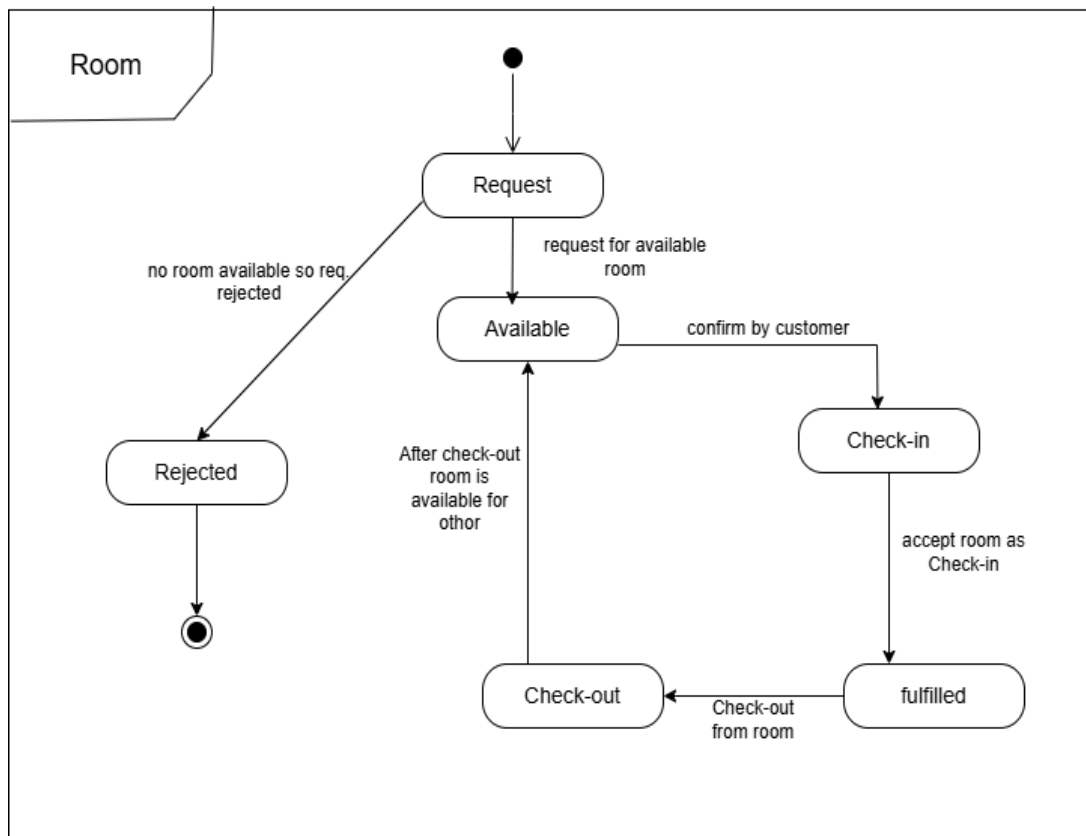 Room
Request
request for available
room
no room available so req.
rejected
Available
confirm by customer
Check-in
After check-out
room is
available for
othor
Rejected
accept room as
Check-in
Check-out
Check-out
from room
fulfilled